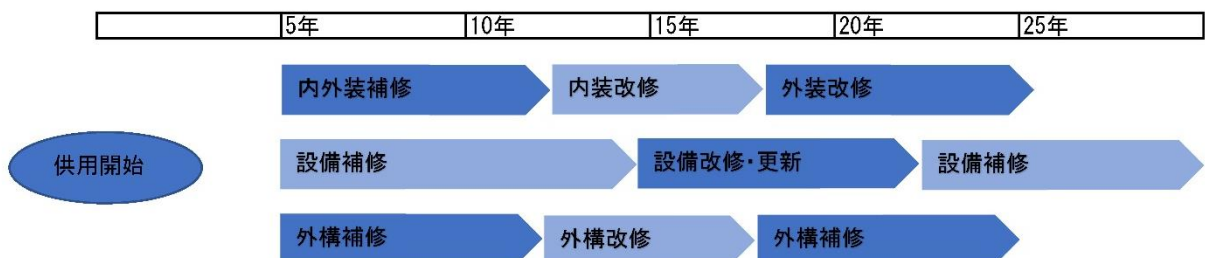 5年 10年 15年 20年 25年
内外装補修 内装改修 外装改修
供用開始 設備補修 設備改修・更新 設備補修
外構補修 外構改修 外構補修